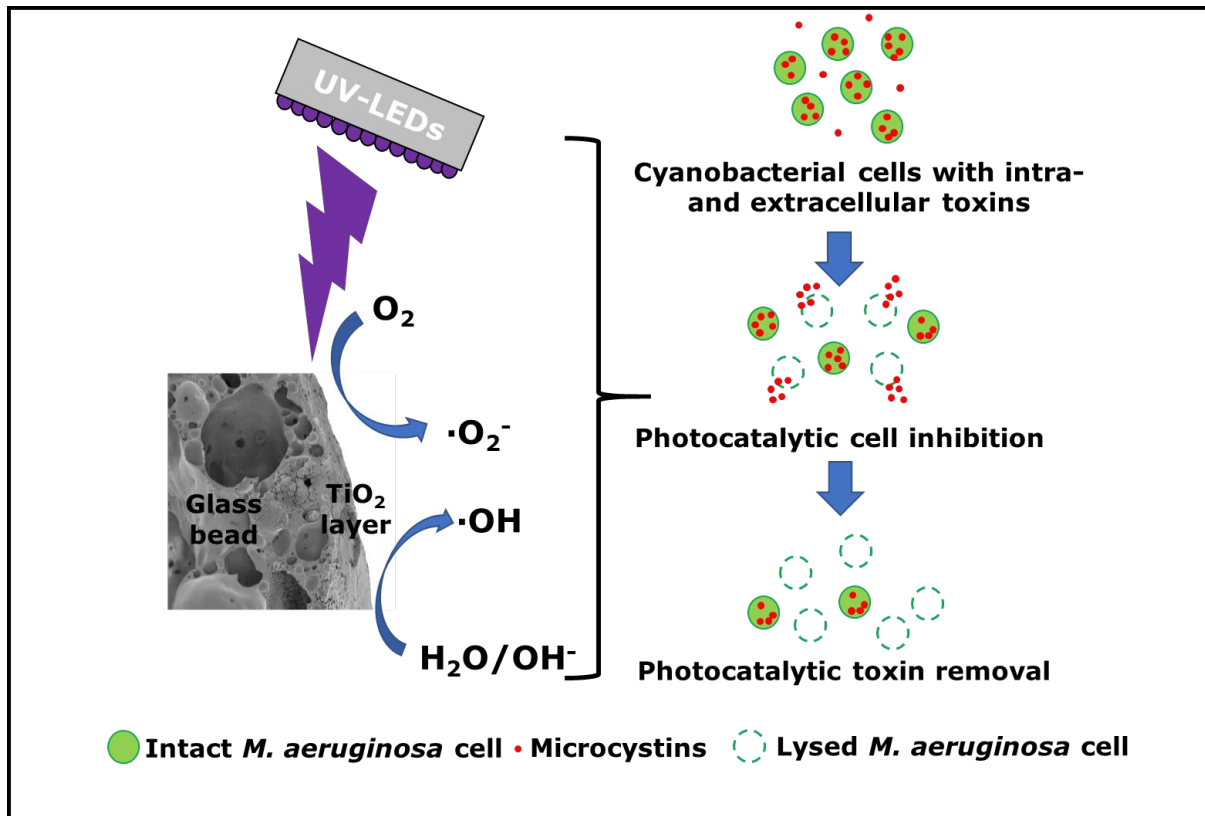 UV-LEDs
O₂
·O₂⁻
Glass
bead
TiO₂
layer
·OH
H₂O/OH⁻
Cyanobacterial cells with intra-
and extracellular toxins
Photocatalytic cell inhibition
Photocatalytic toxin removal
Intact M. aeruginosa cell
Microcystins
Lysed M. aeruginosa cell